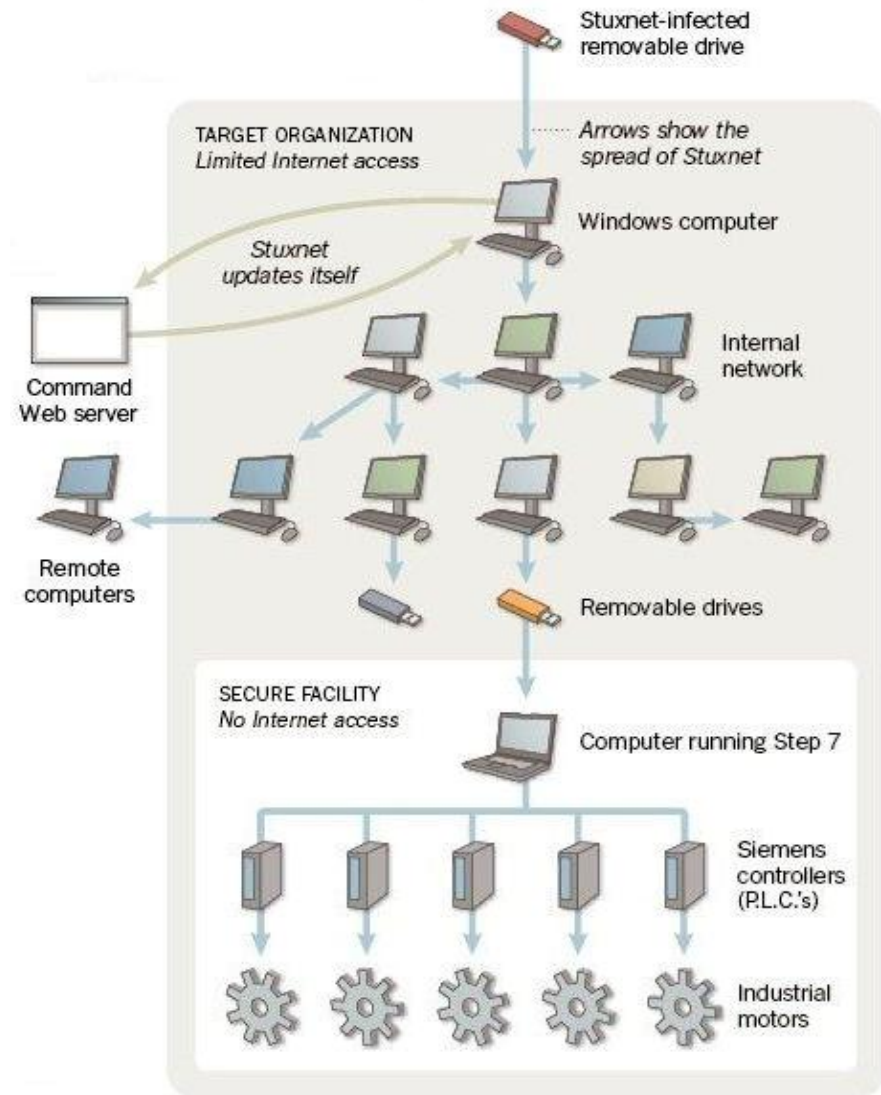 Stuxnet-infected
removable drive
TARGET ORGANIZATION
Limited Internet access
Arrows show the
spread of Stuxnet
Windows computer
Stuxnet
updates itself
Command
Web server
Internal
network
Remote
computers
Removable drives
SECURE FACILITY
No Internet access
Computer running Step 7
Siemens
controllers
(P.L.C.'s)
Industrial
motors